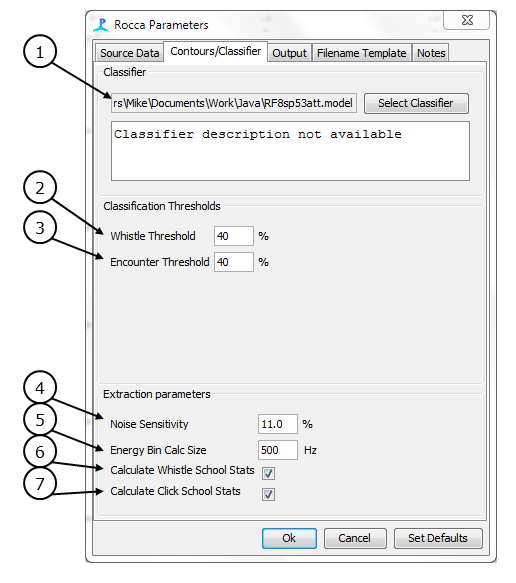 Rocca Parameters
Source Data Contours/Classifier Output Filename Template Notes
Classifier
1
rs\Mike\Documents\Work\Java\RF8sp53att.model Select Classifier
Classifier description not available
2
Classification Thresholds
3
Whistle Threshold 40 %
Encounter Threshold 40 %
4
Extraction parameters
5
Noise Sensitivity 11.0 %
6
Energy Bin Calc Size 500 Hz
Calculate Whistle School Stats
7
Calculate Click School Stats
Ok Cancel Set Defaults